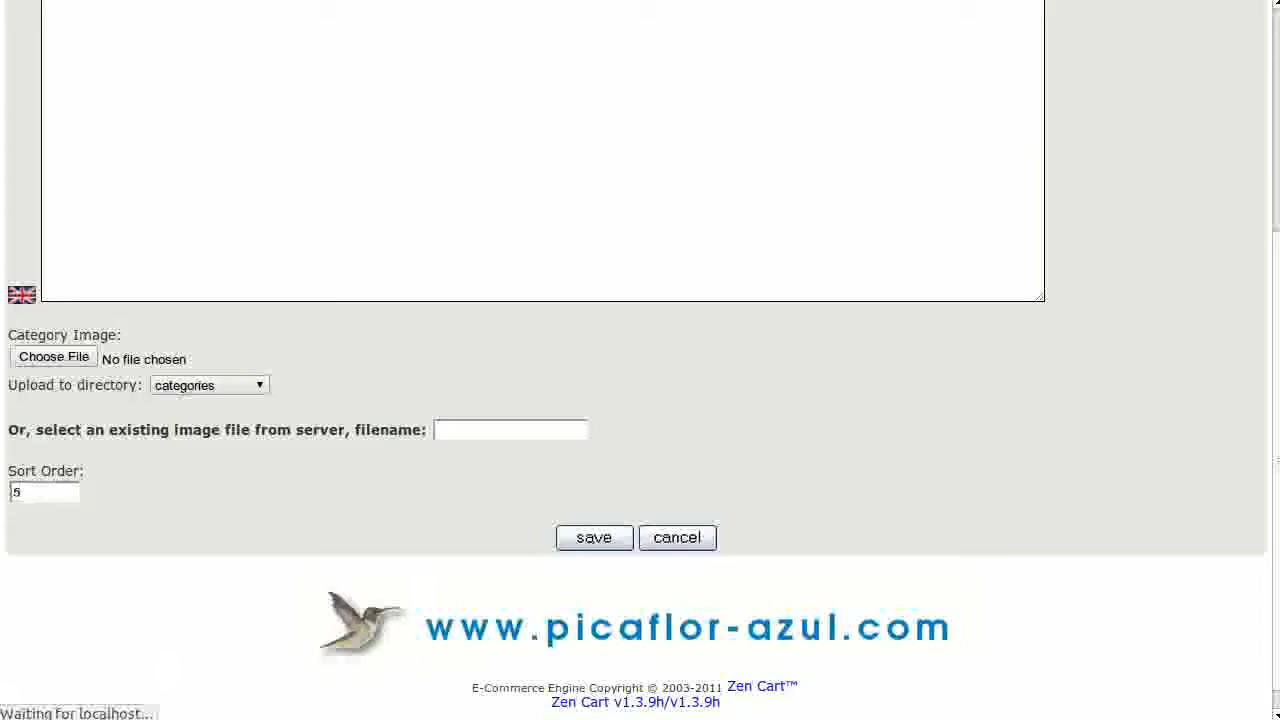 Category Image:
Choose File No file chosen
Upload to directory: categories
Or, select an existing image file from server, filename:
Sort Order:
5
save cancel
www.picaflor-azul.com
E-Commerce Engine Copyright © 2003-2011 Zen Cart™
Zen Cart v1.3.9h/v1.3.9h
Waiting for localhost...